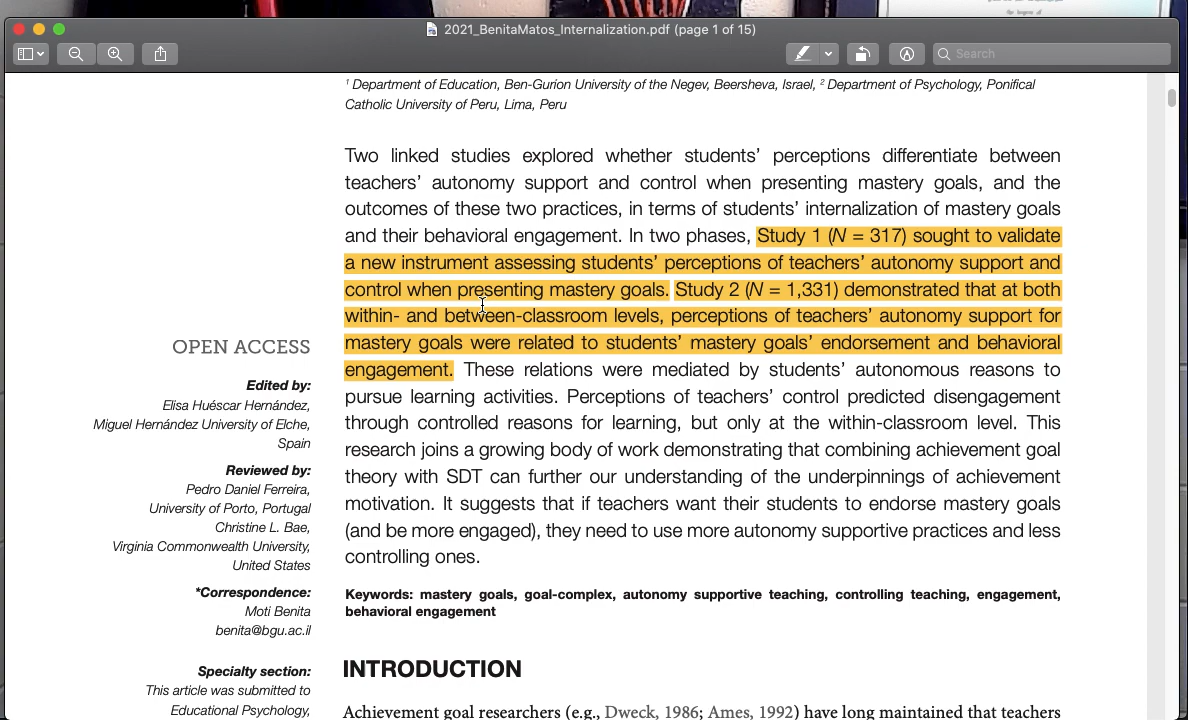 2021_BenitaMatos_Internalization.pdf (page 1 of 15)
Search
1 Department of Education, Ben-Gurion University of the Negev, Beersheva, Israel, 2 Department of Psychology, Ponifical
Catholic University of Peru, Lima, Peru
Two linked studies explored whether students’ perceptions differentiate between
teachers’ autonomy support and control when presenting mastery goals, and the
outcomes of these two practices, in terms of students’ internalization of mastery goals
and their behavioral engagement. In two phases, Study 1 (N = 317) sought to validate
a new instrument assessing students’ perceptions of teachers’ autonomy support and
control when presenting mastery goals. Study 2 (N = 1,331) demonstrated that at both
within- and between-classroom levels, perceptions of teachers’ autonomy support for
mastery goals were related to students’ mastery goals’ endorsement and behavioral
engagement. These relations were mediated by students’ autonomous reasons to
pursue learning activities. Perceptions of teachers’ control predicted disengagement
through controlled reasons for learning, but only at the within-classroom level. This
research joins a growing body of work demonstrating that combining achievement goal
theory with SDT can further our understanding of the underpinnings of achievement
motivation. It suggests that if teachers want their students to endorse mastery goals
(and be more engaged), they need to use more autonomy supportive practices and less
controlling ones.
Keywords: mastery goals, goal-complex, autonomy supportive teaching, controlling teaching, engagement,
behavioral engagement
OPEN ACCESS
Edited by:
Elisa Huéscar Hernández,
Miguel Hernández University of Elche,
Spain
Reviewed by:
Pedro Daniel Ferreira,
University of Porto, Portugal
Christine L. Bae,
Virginia Commonwealth University,
United States
*Correspondence:
Moti Benita
benita@bgu.ac.il
Specialty section:
This article was submitted to
Educational Psychology,
INTRODUCTION
Achievement goal researchers (e.g., Dweck, 1986; Ames, 1992) have long maintained that teachers